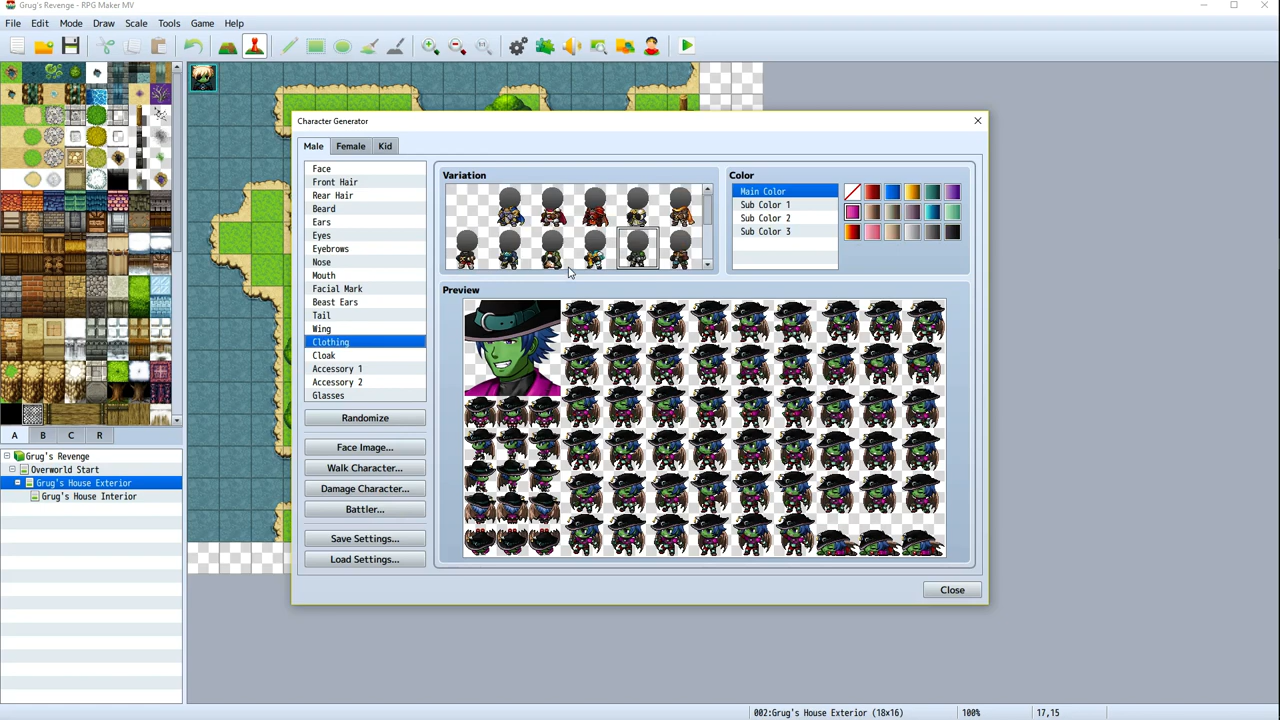 Grug's Revenge - RPG Maker MV
File Edit Mode Draw Scale Tools Game Help
Character Generator
Male Female Kid
Face
Front Hair
Rear Hair
Beard
Ears
Eyes
Eyebrows
Nose
Mouth
Facial Mark
Beast Ears
Tail
Wing
Clothing
Cloak
Accessory 1
Accessory 2
Glasses
Randomize
Face Image...
Walk Character...
Damage Character...
Battler...
Save Settings...
Load Settings...
Variation
Color
Main Color
Sub Color 1
Sub Color 2
Sub Color 3
Preview
Close
A B C R
Grug's Revenge
Overworld Start
Grug's House Exterior
Grug's House Interior
002:Grug's House Exterior (18x16) 100% 17,15